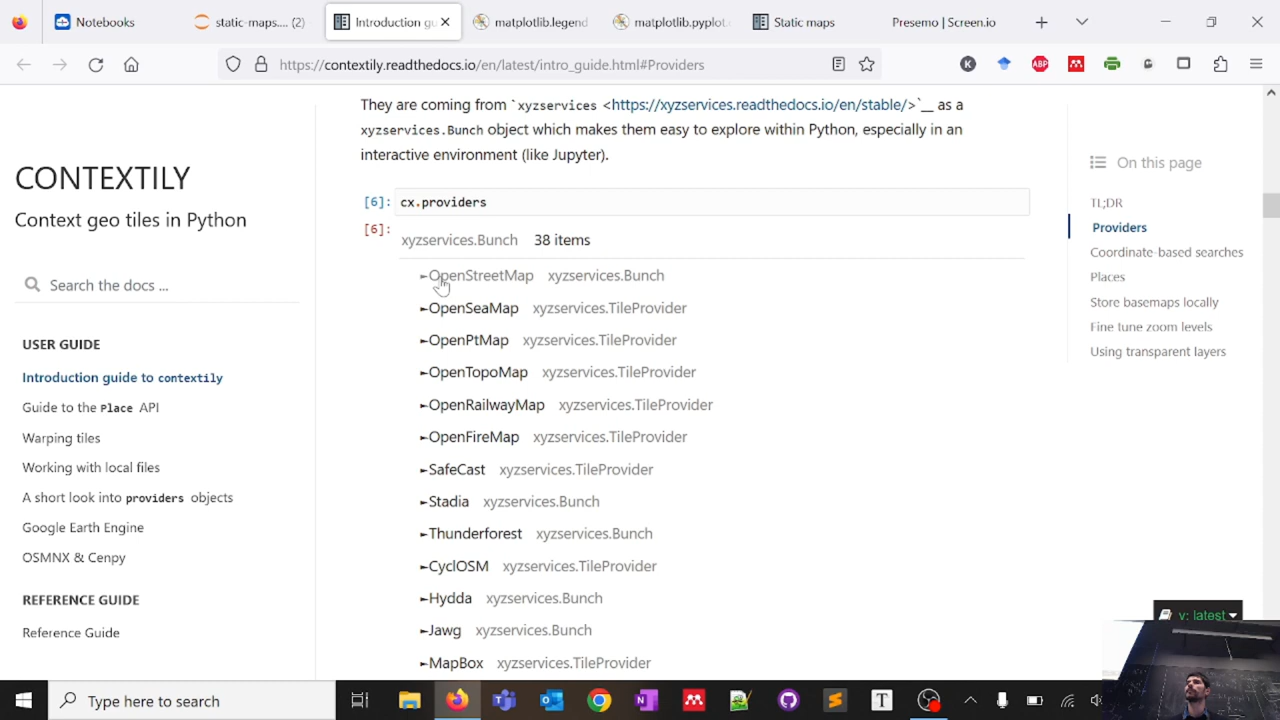 Notebooks
static-maps.... (2)
Introduction gu
matplotlib.legend
matplotlib.pyplot.
Static maps
Presemo | Screen.io
https://contextily.readthedocs.io/en/latest/intro_guide.html#Providers
They are coming from `xyzservices <https://xyzservices.readthedocs.io/en/stable/>`__ as a
xyzservices.Bunch object which makes them easy to explore within Python, especially in an
interactive environment (like Jupyter).
CONTEXTILY
Context geo tiles in Python
Search the docs ...
USER GUIDE
Introduction guide to contextily
Guide to the Place API
Warping tiles
Working with local files
A short look into providers objects
Google Earth Engine
OSMNX & Cenpy
REFERENCE GUIDE
Reference Guide
[6]: cx.providers
[6]:
xyzservices.Bunch 38 items
►OpenStreetMap xyzservices.Bunch
►OpenSeaMap xyzservices.TileProvider
►OpenPtMap xyzservices.TileProvider
►OpenTopoMap xyzservices.TileProvider
►OpenRailwayMap xyzservices.TileProvider
►OpenFireMap xyzservices.TileProvider
►SafeCast xyzservices.TileProvider
►Stadia xyzservices.Bunch
►Thunderforest xyzservices.Bunch
►CyclOSM xyzservices.TileProvider
►Hydda xyzservices.Bunch
►Jawg xyzservices.Bunch
►MapBox xyzservices.TileProvider
On this page
TL;DR
Providers
Coordinate-based searches
Places
Store basemaps locally
Fine tune zoom levels
Using transparent layers
v: latest
Type here to search